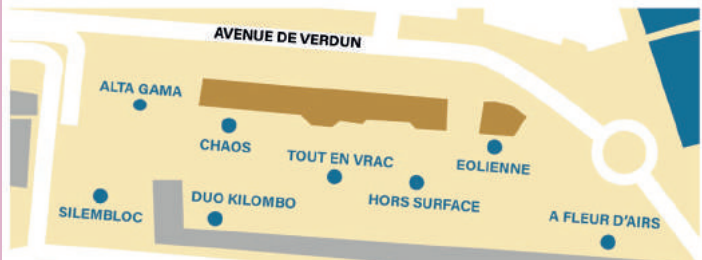 AVENUE DE VERDUN
ALTA GAMA
CHAOS
TOUT EN VRAC
EOLIENNE
SILEMBLOC
DUO KILOMBO
HORS SURFACE
A FLEUR D'AIRS